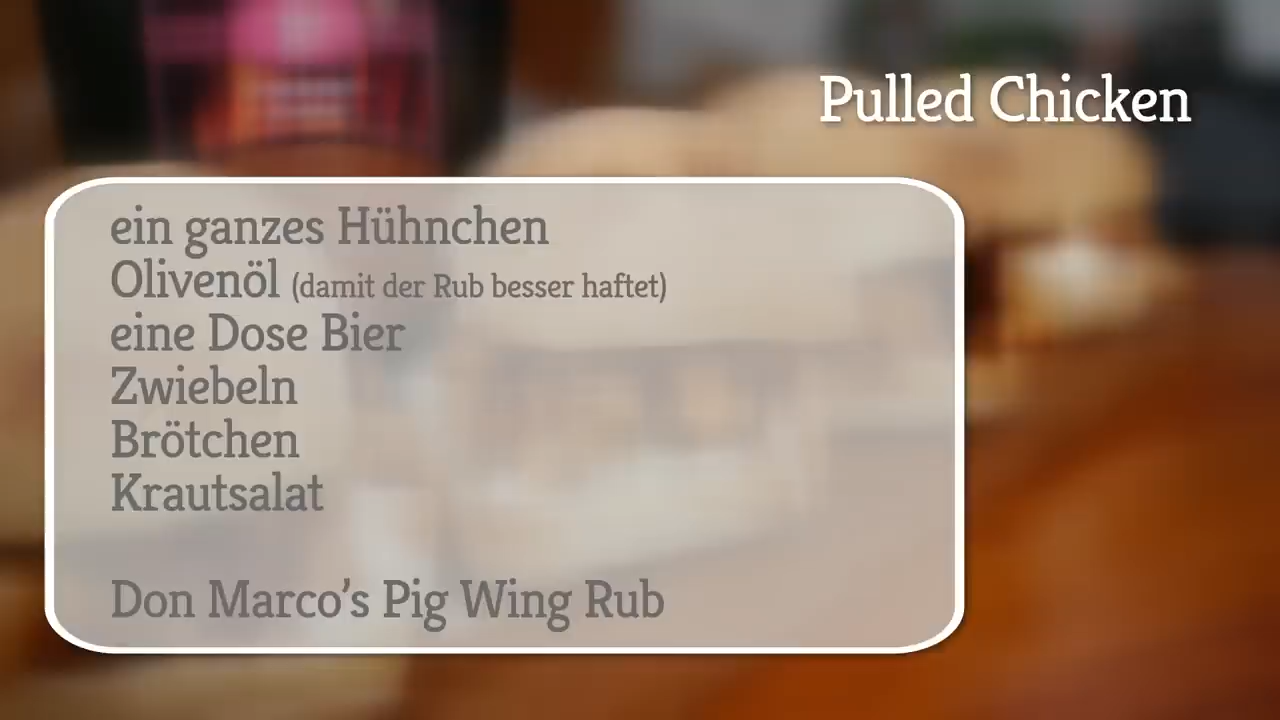 Pulled Chicken
ein ganzes Hühnchen
Olivenöl (damit der Rub besser haftet)
eine Dose Bier
Zwiebeln
Brötchen
Krautsalat
Don Marco’s Pig Wing Rub